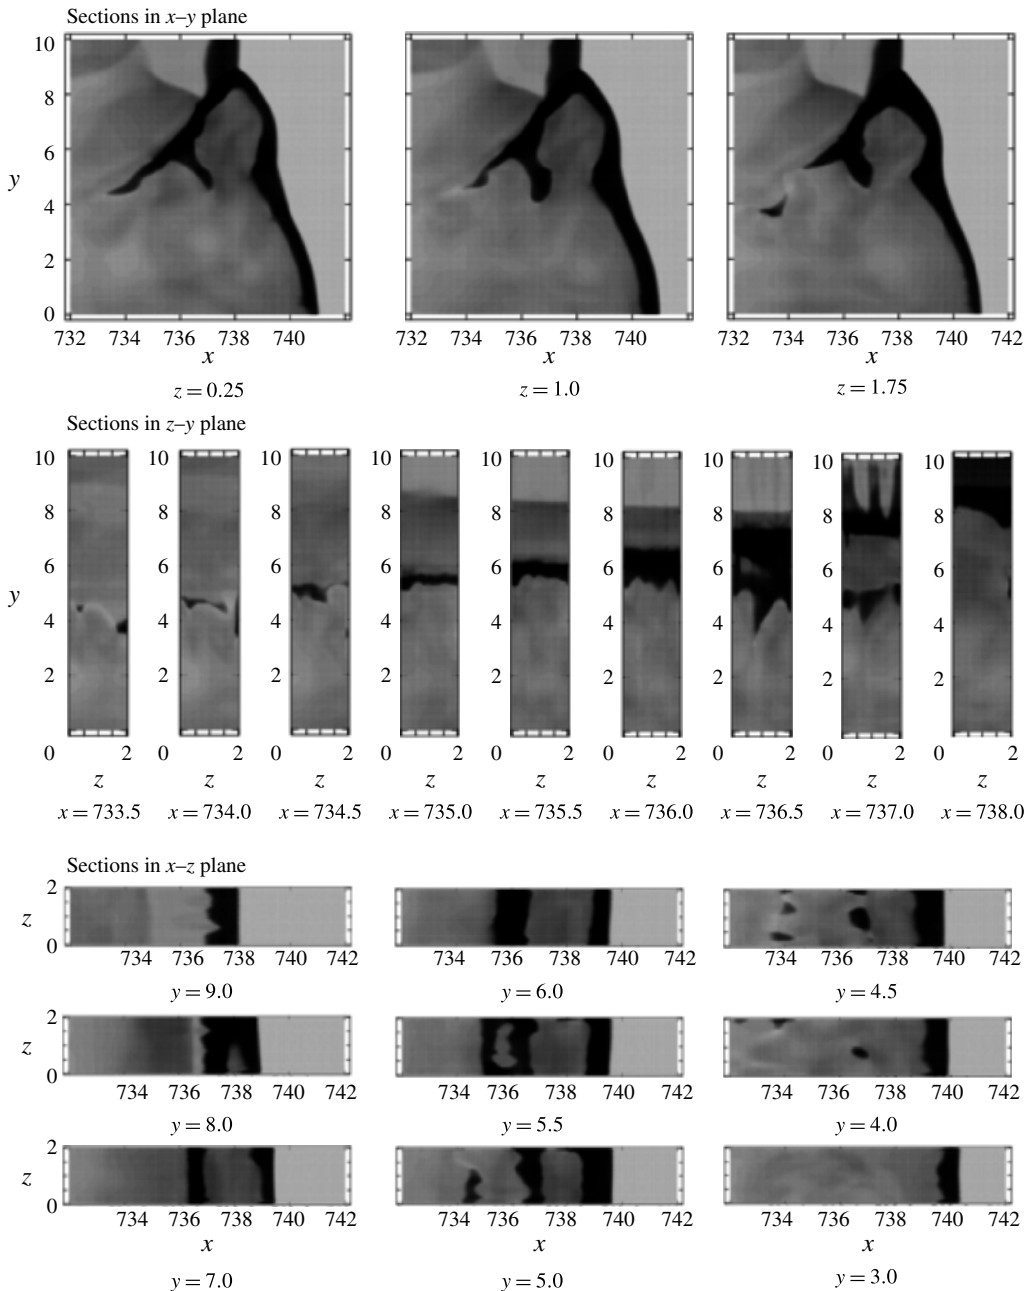 Sections in x–y plane
10 8 6 4 2 0
y
732 734 736 738 740 732 734 736 738 740 732 734 736 738 740 742
x x x
z = 0.25 z = 1.0 z = 1.75
Sections in z–y plane
10 10 10 10 10 10 10 10 10
8 8 8 8 8 8 8 8 8
6 6 6 6 6 6 6 6 6
y
4 4 4 4 4 4 4 4 4
2 2 2 2 2 2 2 2 2
0 2 0 2 0 2 0 2 0 2 0 2 0 2 0 2 0 2
z z z z z z z z z
x = 733.5 x = 734.0 x = 734.5 x = 735.0 x = 735.5 x = 736.0 x = 736.5 x = 737.0 x = 738.0
Sections in x–z plane
2
z
0
734 736 738 740 742 734 736 738 740 742 734 736 738 740 742
y = 9.0 y = 6.0 y = 4.5
2
z
0
734 736 738 740 742 734 736 738 740 742 734 736 738 740 742
y = 8.0 y = 5.5 y = 4.0
2
z
0
734 736 738 740 742 734 736 738 740 742 734 736 738 740 742
x x x
y = 7.0 y = 5.0 y = 3.0